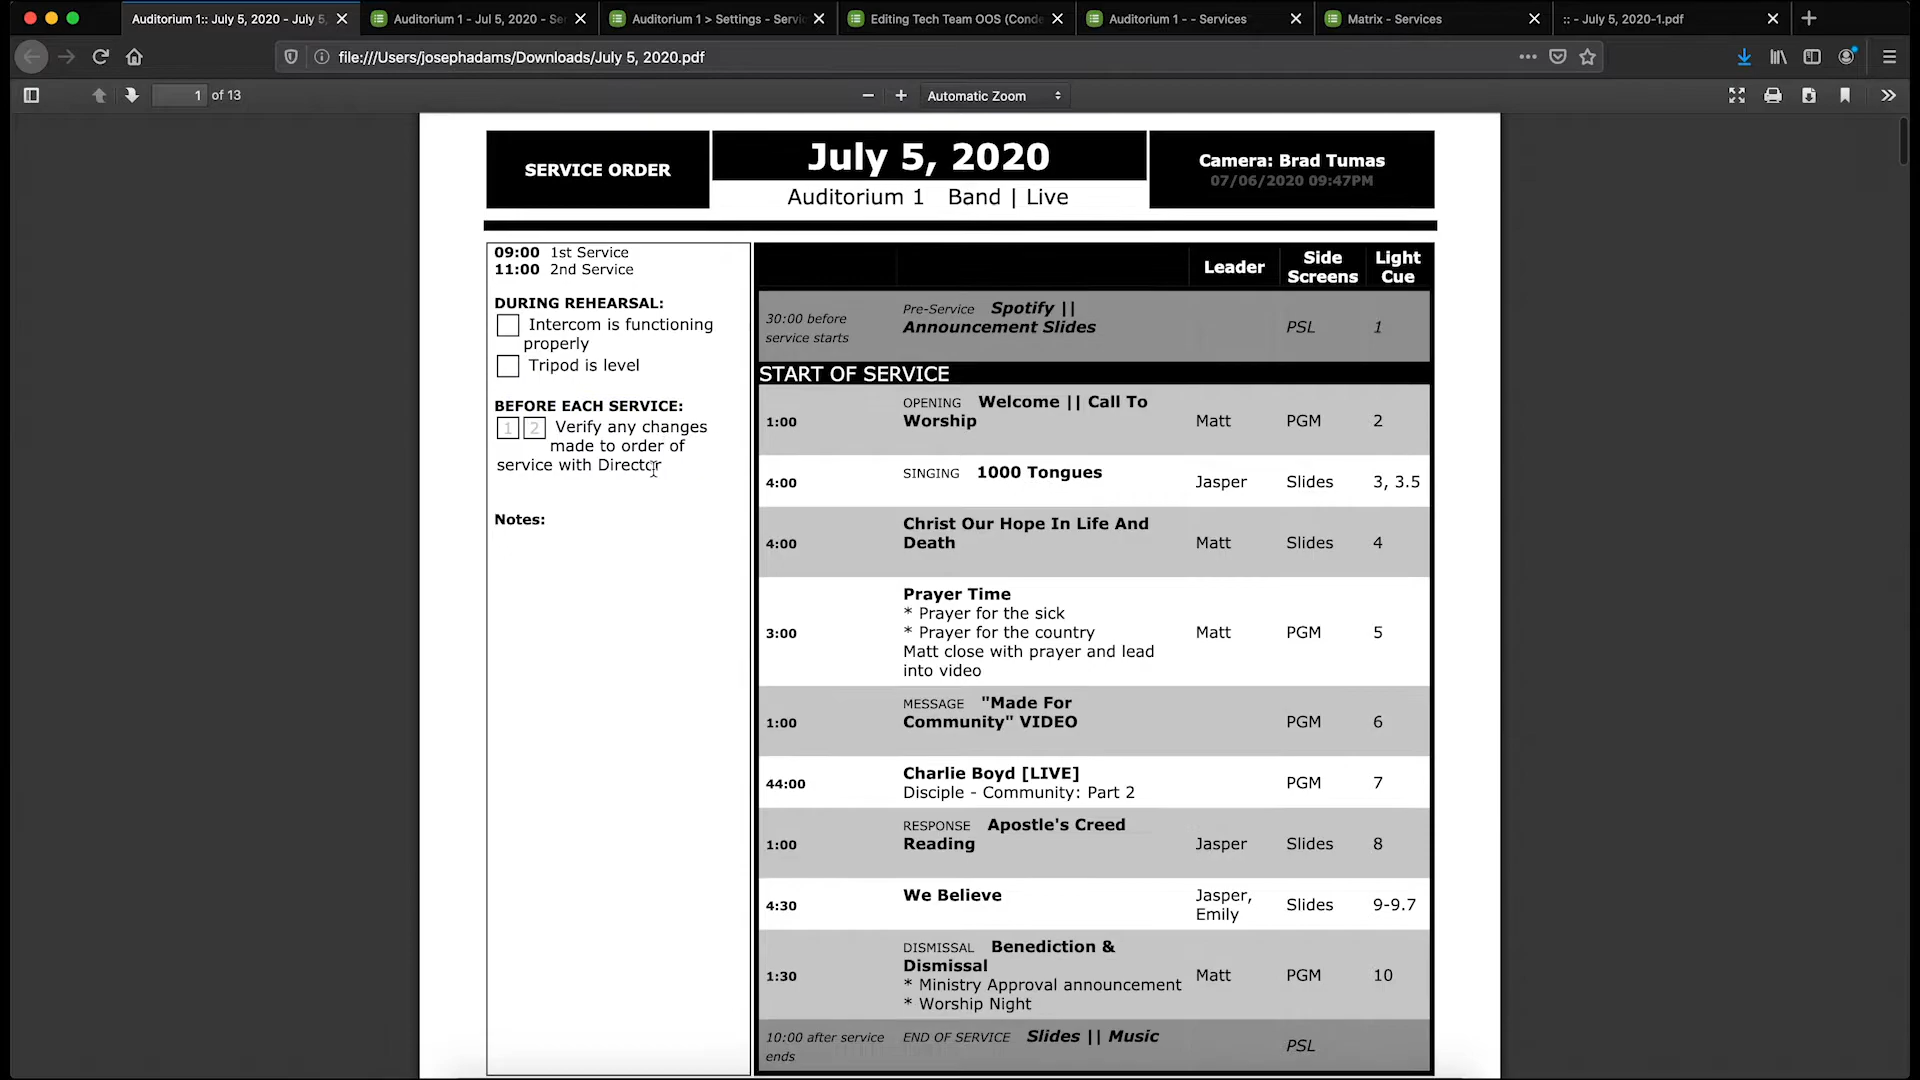 Auditorium 1:: July 5, 2020 - July 5,
Auditorium 1 - Jul 5, 2020 - Se
Auditorium 1 > Settings - Servic
Editing Tech Team OOS (Conde
Auditorium 1 - - Services
Matrix - Services
:: - July 5, 2020-1.pdf
file:///Users/josephadams/Downloads/July 5, 2020.pdf
1 of 13
Automatic Zoom
SERVICE ORDER
July 5, 2020
Auditorium 1 Band | Live
Camera: Brad Tumas
07/06/2020 09:47PM
09:00 1st Service
11:00 2nd Service
DURING REHEARSAL:
Intercom is functioning
properly
Tripod is level
BEFORE EACH SERVICE:
1 2 Verify any changes
made to order of
service with Director
Notes:
Leader
Side
Screens
Light
Cue
30:00 before
service starts
Pre-Service Spotify ||
Announcement Slides
PSL
1
START OF SERVICE
1:00
OPENING Welcome || Call To
Worship
Matt
PGM
2
4:00
SINGING 1000 Tongues
Jasper
Slides
3, 3.5
4:00
Christ Our Hope In Life And
Death
Matt
Slides
4
3:00
Prayer Time
* Prayer for the sick
* Prayer for the country
Matt close with prayer and lead
into video
Matt
PGM
5
1:00
MESSAGE "Made For
Community" VIDEO
PGM
6
44:00
Charlie Boyd [LIVE]
Disciple - Community: Part 2
PGM
7
1:00
RESPONSE Apostle's Creed
Reading
Jasper
Slides
8
4:30
We Believe
Jasper,
Emily
Slides
9-9.7
1:30
DISMISSAL Benediction &
Dismissal
* Ministry Approval announcement
* Worship Night
Matt
PGM
10
10:00 after service
ends
END OF SERVICE Slides || Music
PSL